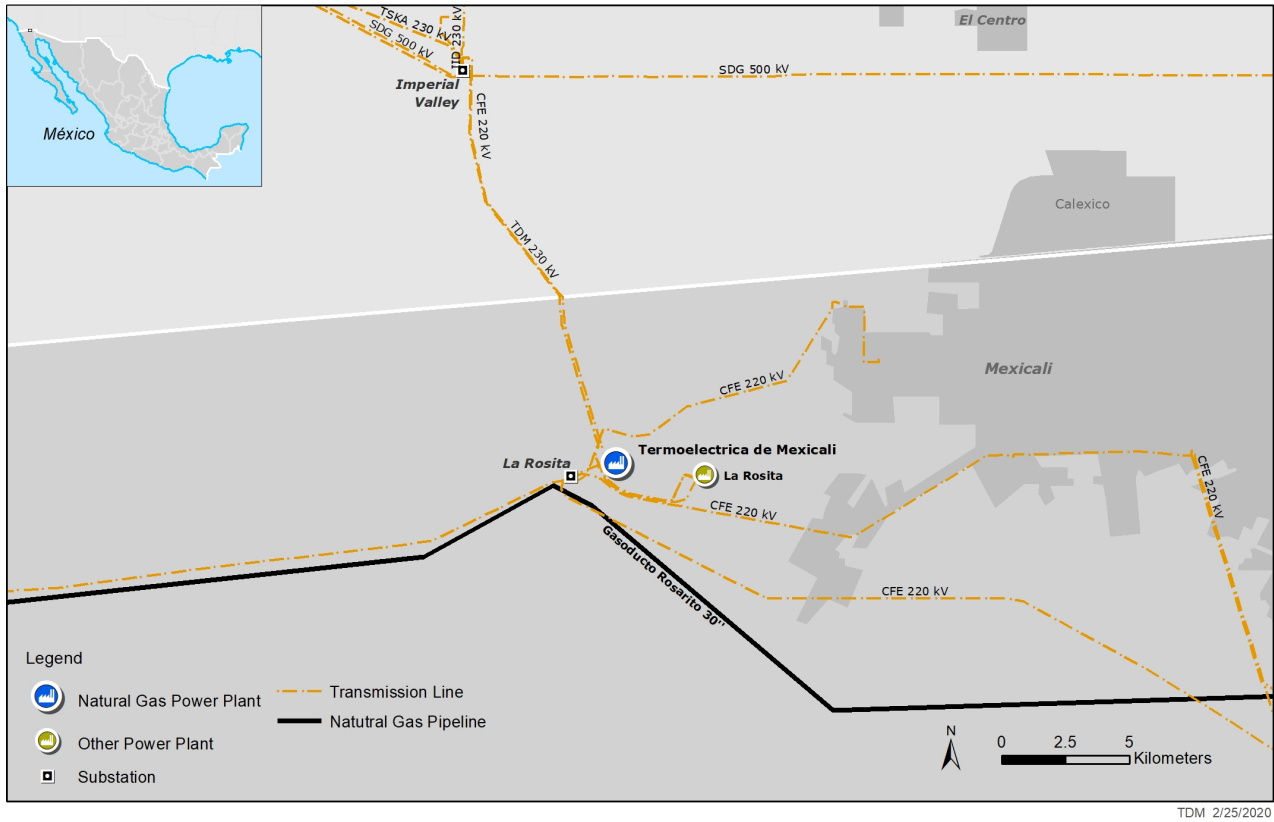 México
TSKA 230 kV
SDG 500 kV
IID 230 kV
El Centro
SDG 500 kV
Imperial
Valley
CFE 220 kV
Calexico
TDM 230 kV
Mexicali
CFE 220 kV
Termoelectrica de Mexicali
La Rosita
La Rosita
CFE 220 kV
CFE 220 kV
Gasoducto Rosarito 30"
CFE 220 kV
Legend
Natural Gas Power Plant
Other Power Plant
Substation
Transmission Line
Natutral Gas Pipeline
N
0 2.5 5
Kilometers
TDM 2/25/2020